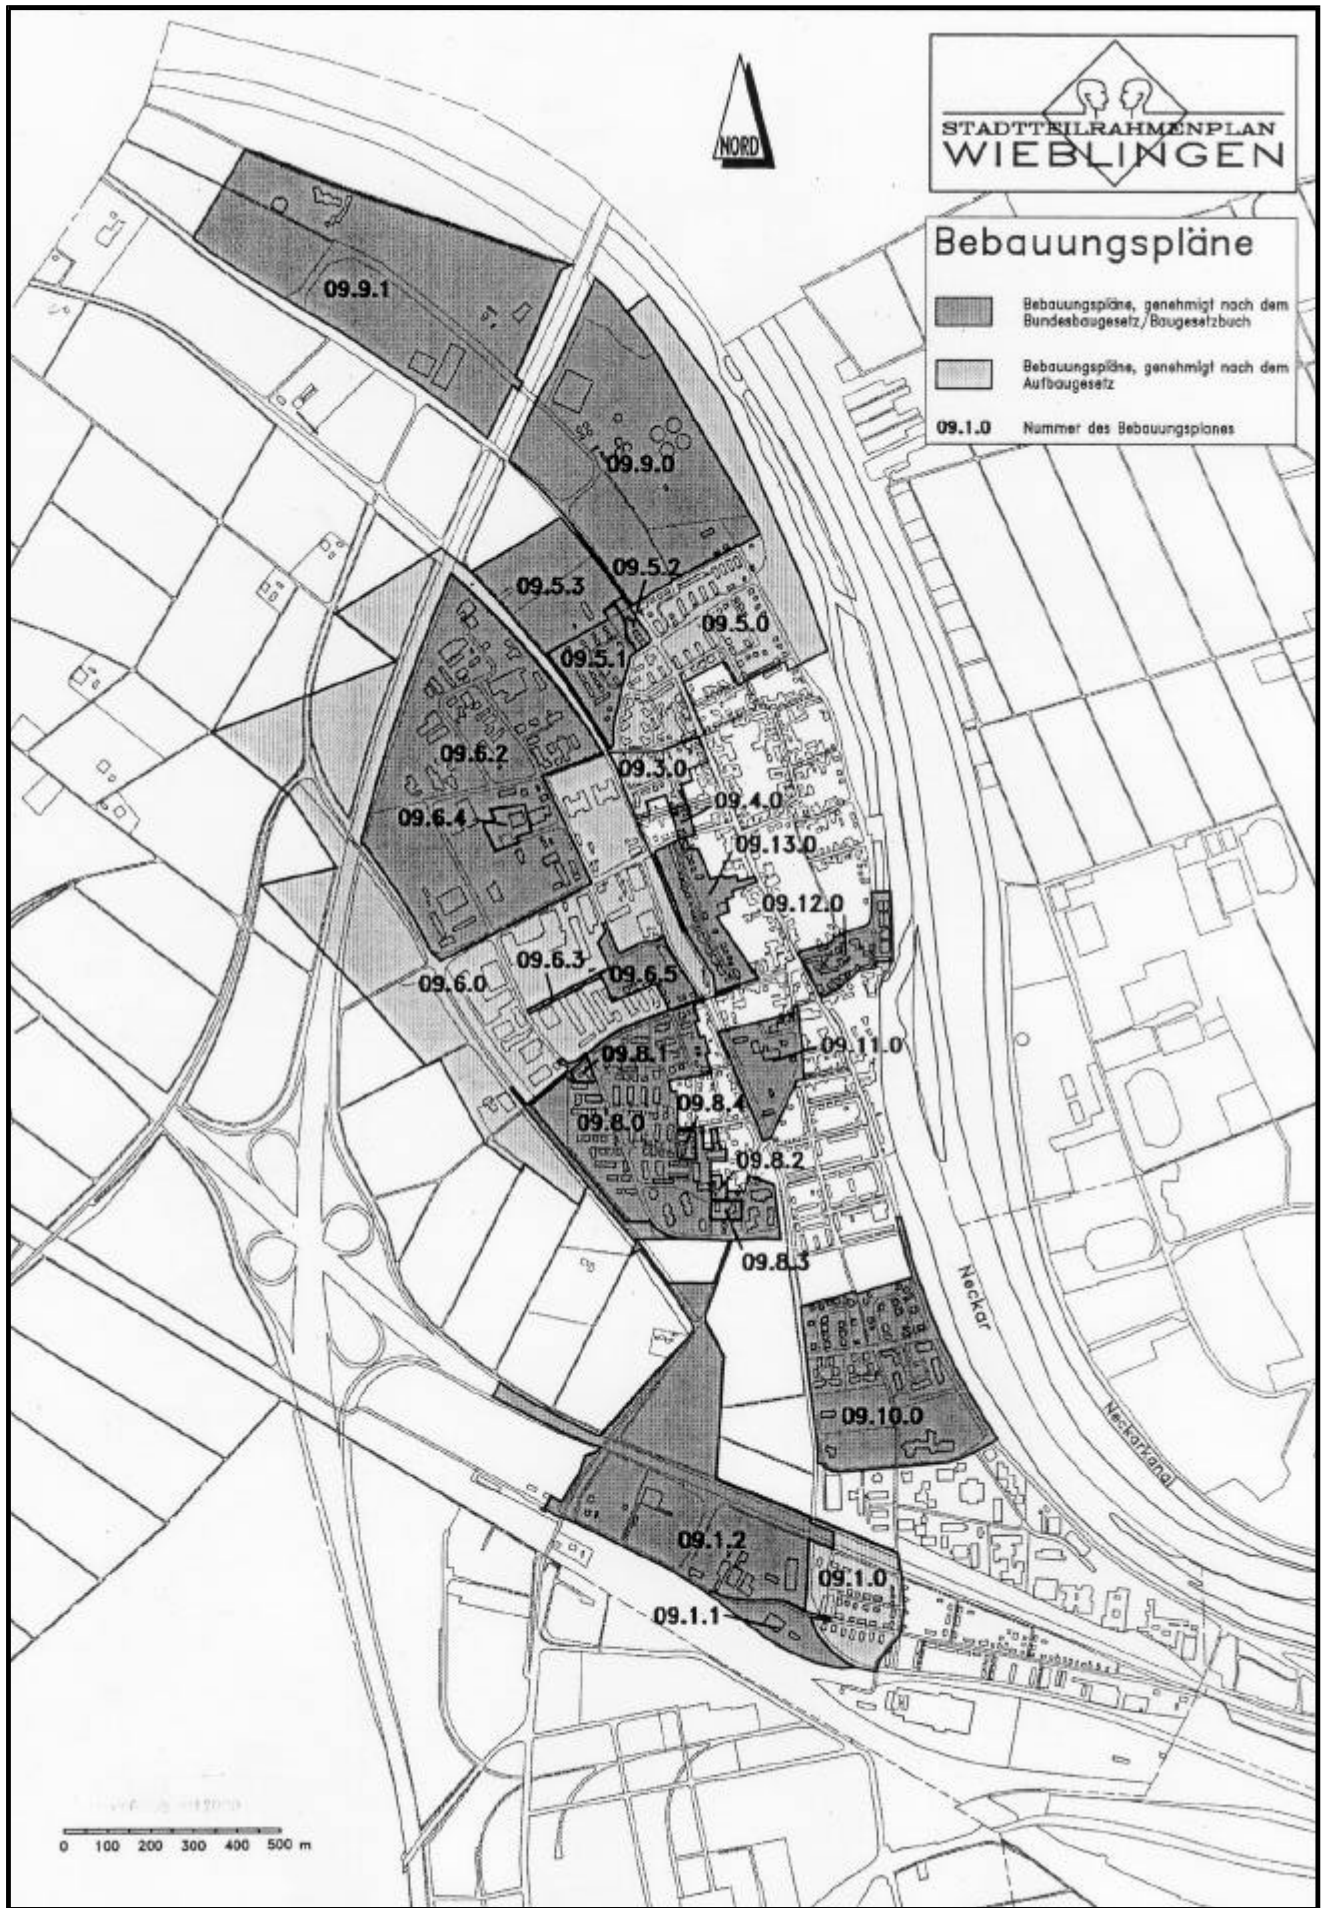 NORD
STADTTEILRAHMENPLAN
WIEBLINGEN
Bebauungspläne
Bebauungspläne, genehmigt nach dem
Bundesbaugesetz/Baugesetzbuch
Bebauungspläne, genehmigt nach dem
Aufbaugesetz
09.1.0 Nummer des Bebauungsplanes
09.9.1
09.9.0
09.5.2
09.5.3
09.5.0
09.5.1
09.6.2
09.3.0
09.4.0
09.6.4
09.13.0
09.12.0
09.6.3
09.6.5
09.6.0
09.11.0
09.8.1
09.8.4
09.8.0
09.8.2
09.8.3
Neckar
09.10.0
Neckarkanal
09.1.2
09.1.0
09.1.1
0 100 200 300 400 500 m